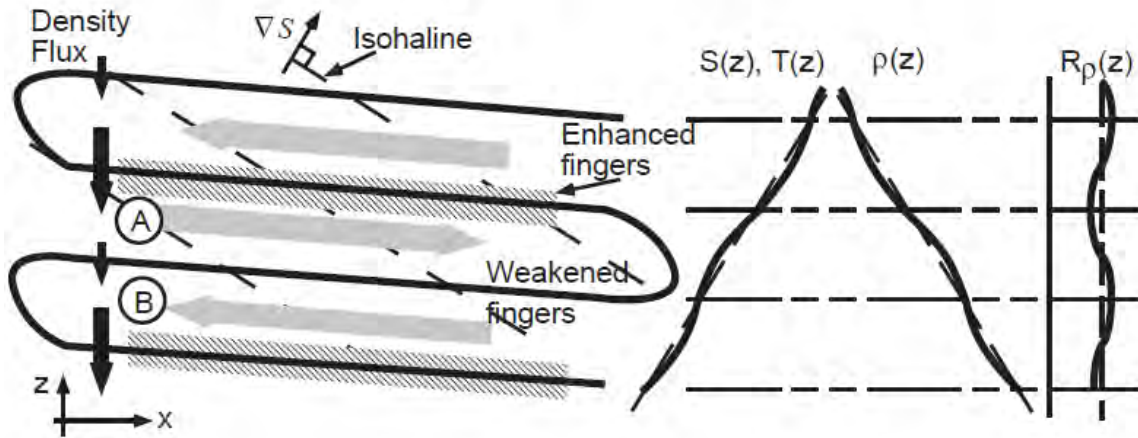 Density
Flux
∇S
Isohaline
Enhanced
fingers
A
Weakened
fingers
B
z
x
S(z), T(z)
ρ(z)
Rρ(z)